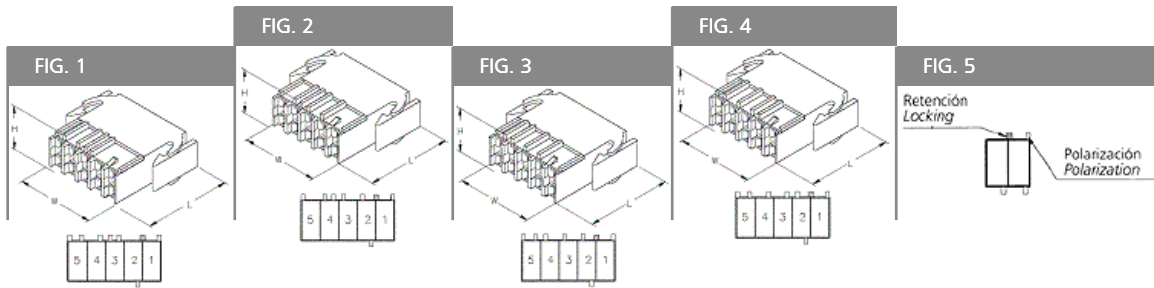 FIG. 1
H
W
L
5 4 3 2 1
FIG. 2
H
W
L
5 4 3 2 1
FIG. 3
H
W
L
5 4 3 2 1
FIG. 4
H
W
L
5 4 3 2 1
FIG. 5
Retención
Locking
Polarización
Polarization